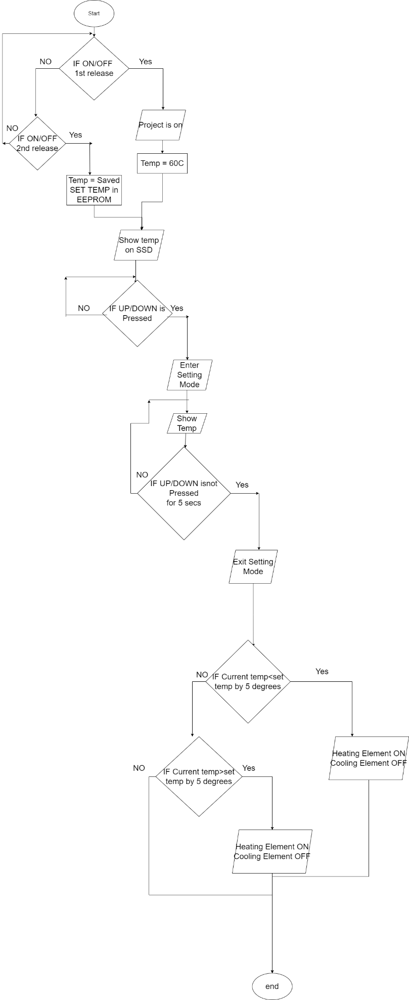 Start
NO
Yes
IF ON/OFF
1st release
Project is on
NO
Yes
IF ON/OFF
2nd release
Temp = 60C
Temp = Saved
SET TEMP in
EEPROM
Show temp
on SSD
NO
IF UP/DOWN is
Pressed
Yes
Enter
Setting
Mode
Show
Temp
NO
IF UP/DOWN isnot
Pressed
for 5 secs
Yes
Exit Setting
Mode
NO
IF Current temp<set
temp by 5 degrees
Yes
Heating Element ON
Cooling Element OFF
NO
IF Current temp>set
temp by 5 degrees
Yes
Heating Element ON
Cooling Element OFF
end